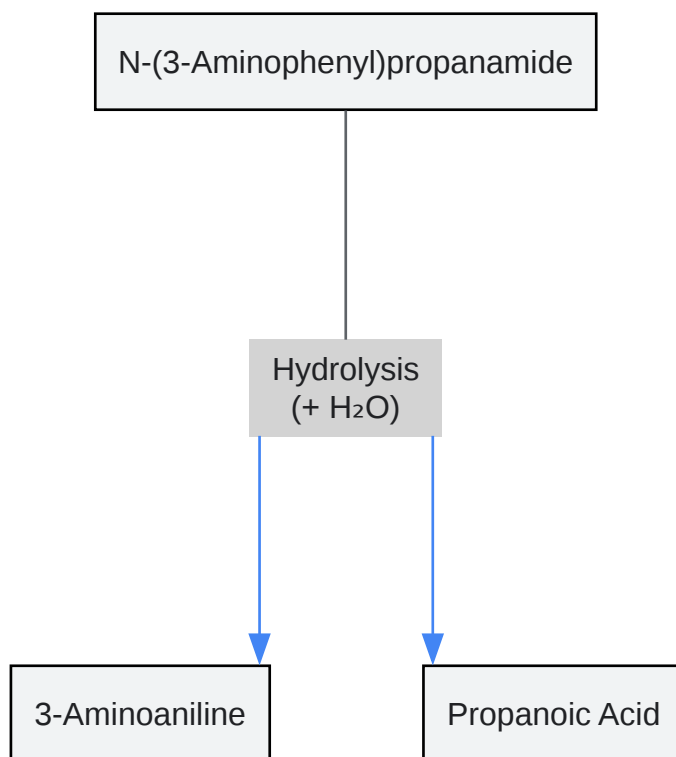 N-(3-Aminophenyl)propanamide
Hydrolysis
(+ H₂O)
3-Aminoaniline
Propanoic Acid